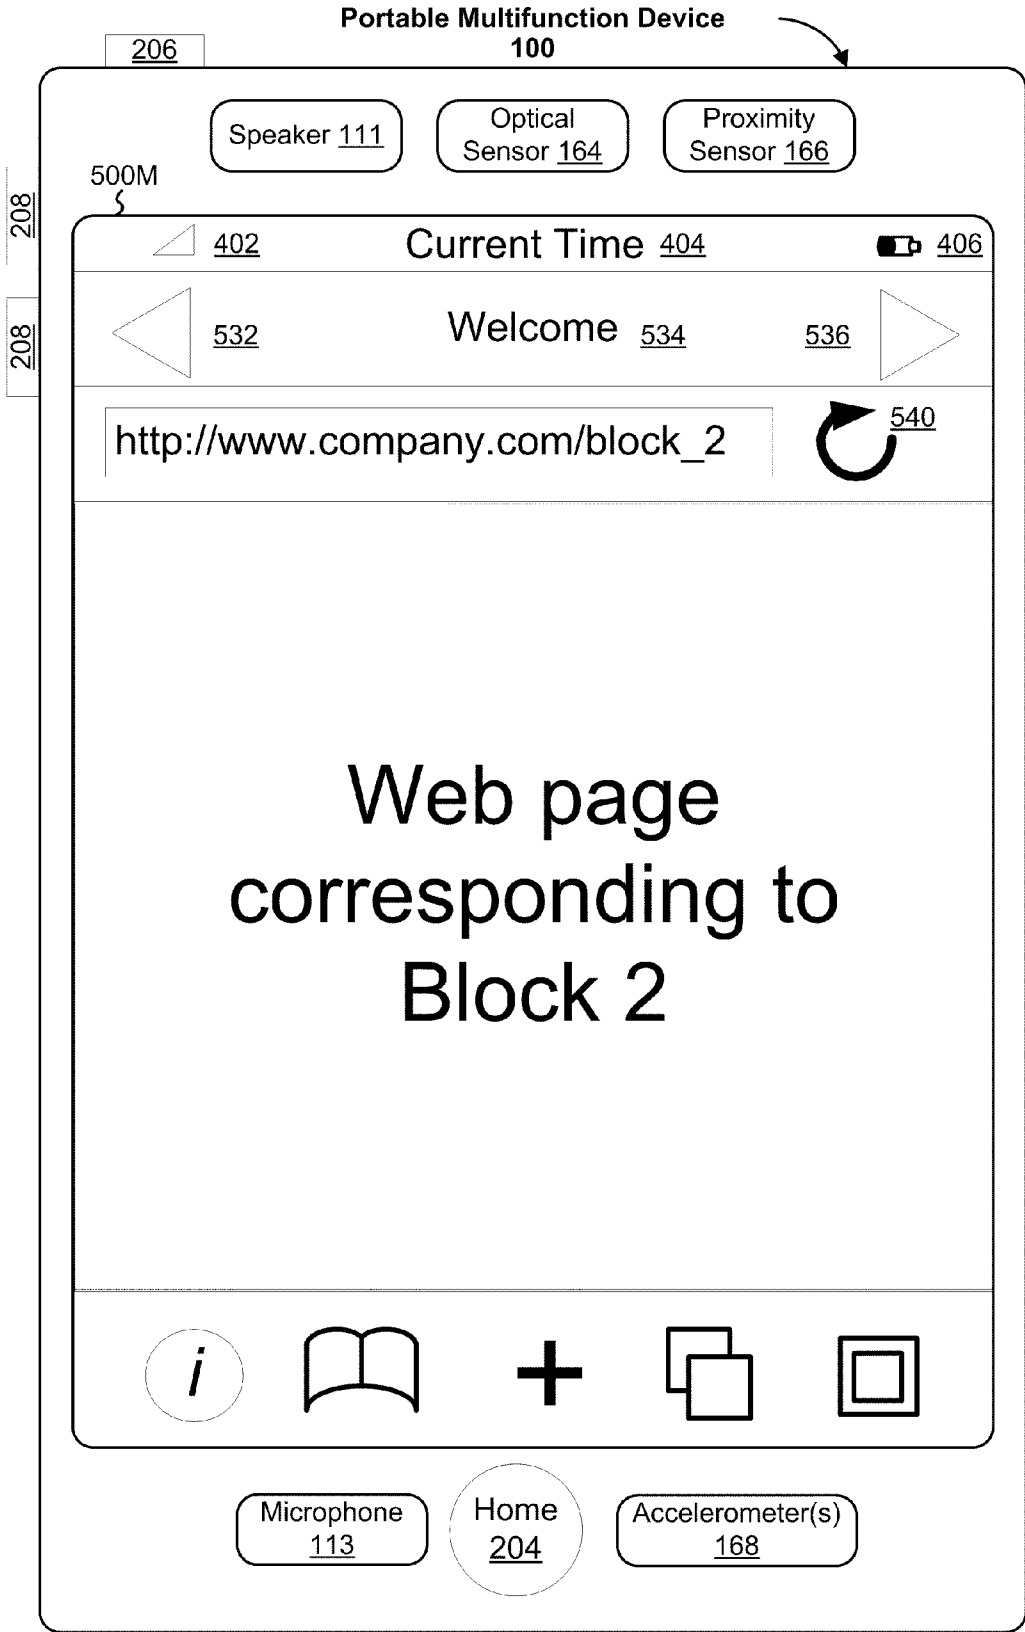 Portable Multifunction Device
100
206
Speaker 111
Optical
Sensor 164
Proximity
Sensor 166
500M
208
208
402
Current Time 404
406
532
Welcome 534
536
http://www.company.com/block_2
540
Web page
corresponding to
Block 2
i
Microphone
113
Home
204
Accelerometer(s)
168